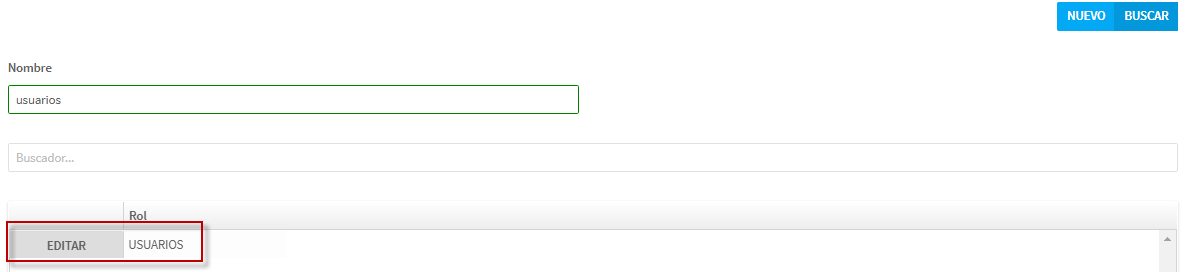 NUEVO BUSCAR
Nombre
usuarios
Buscador...
Rol
EDITAR USUARIOS